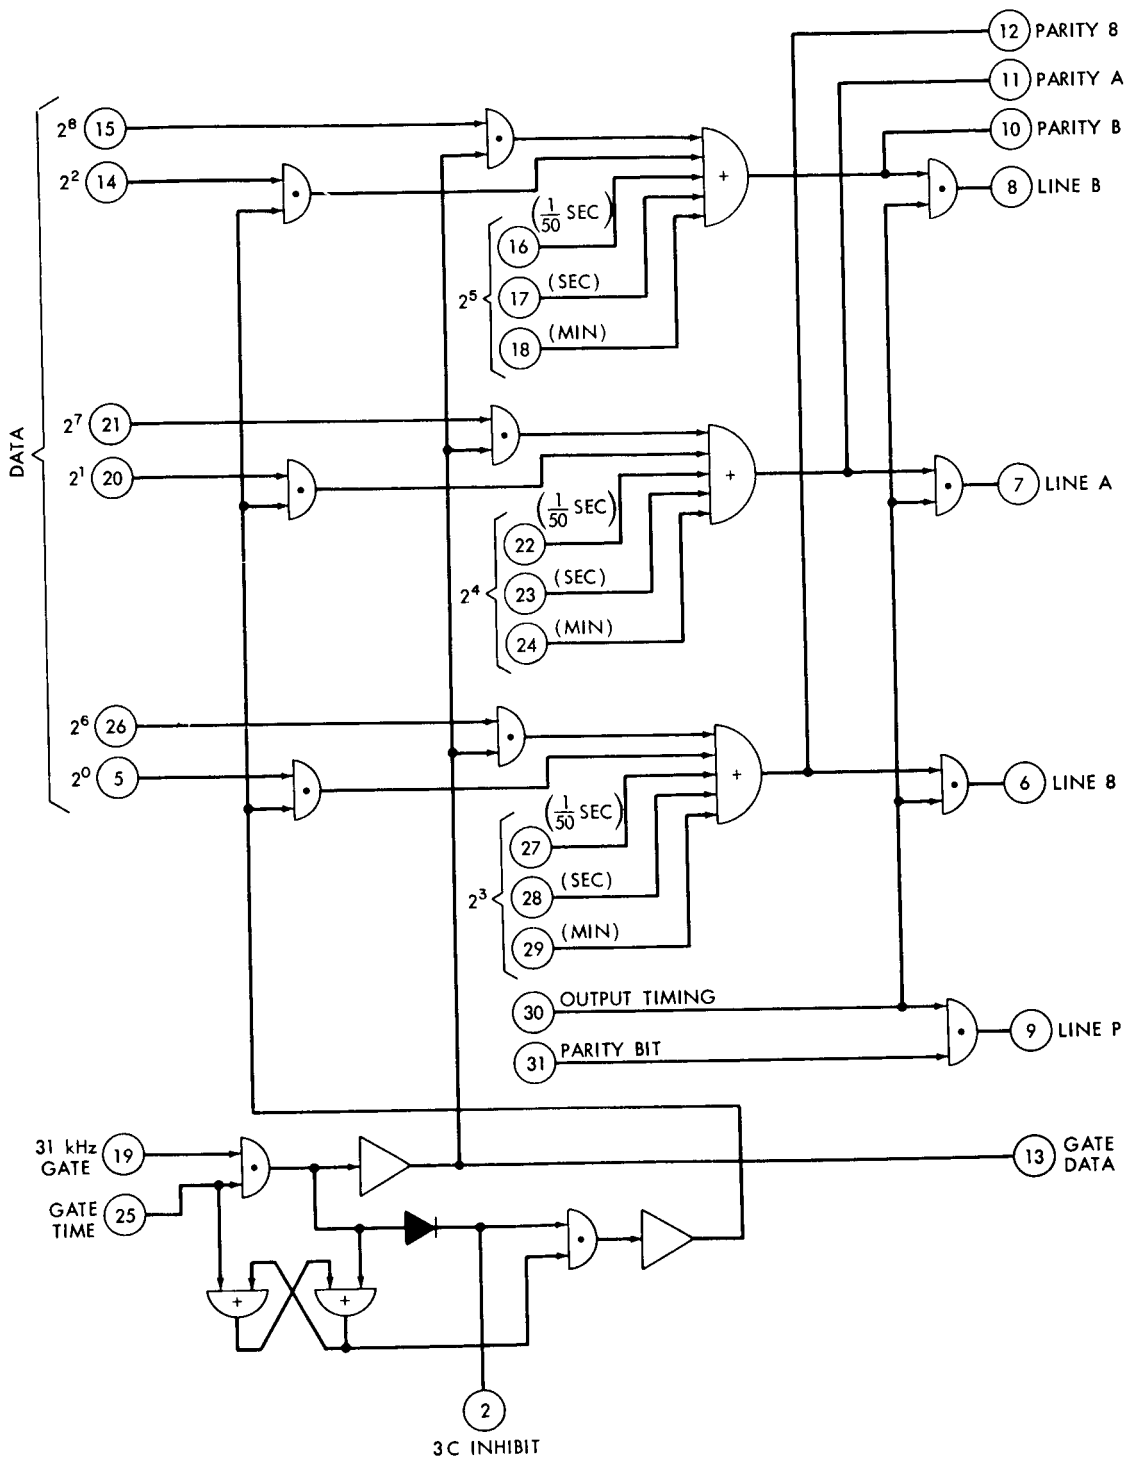 12 PARITY 8
11 PARITY A
10 PARITY B
2⁸ 15
2² 14
+
8 LINE B
(1/50 SEC)
16
2⁵ 17 (SEC)
18 (MIN)
DATA
2⁷ 21
2¹ 20
+
7 LINE A
(1/50 SEC)
22
2⁴ 23 (SEC)
24 (MIN)
2⁶ 26
2⁰ 5
+
6 LINE 8
(1/50 SEC)
27
2³ 28 (SEC)
29 (MIN)
30 OUTPUT TIMING
9 LINE P
31 PARITY BIT
31 kHz
GATE 19
13 GATE
DATA
GATE
TIME 25
+ +
2
3C INHIBIT